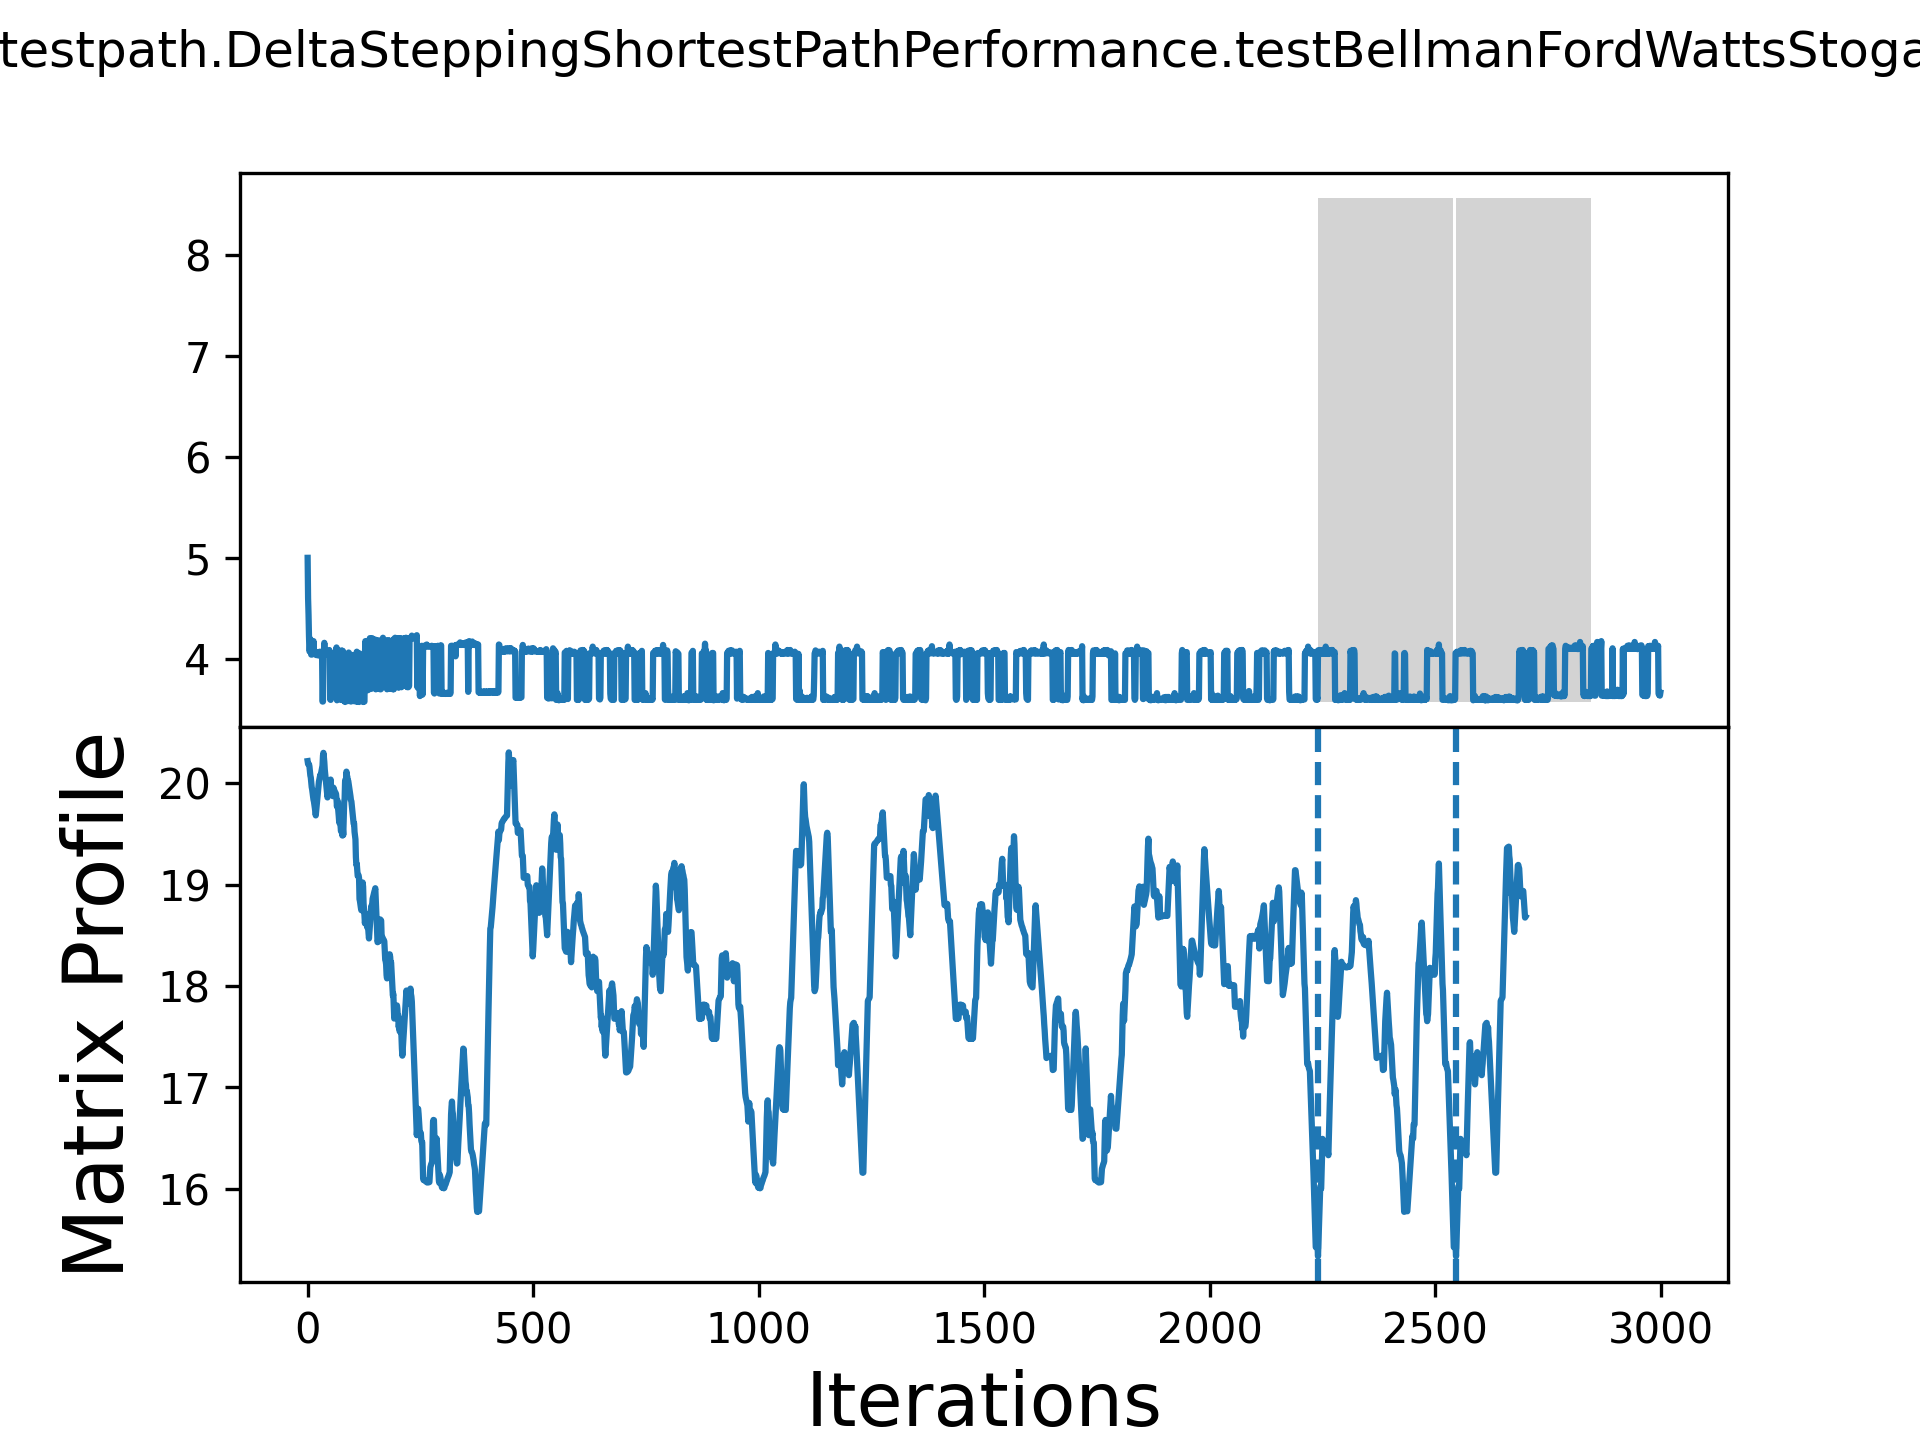 testpath.DeltaSteppingShortestPathPerformance.testBellmanFordWattsStoga
8
7
6
5
4
Matrix Profile
20
19
18
17
16
0 500 1000 1500 2000 2500 3000
Iterations